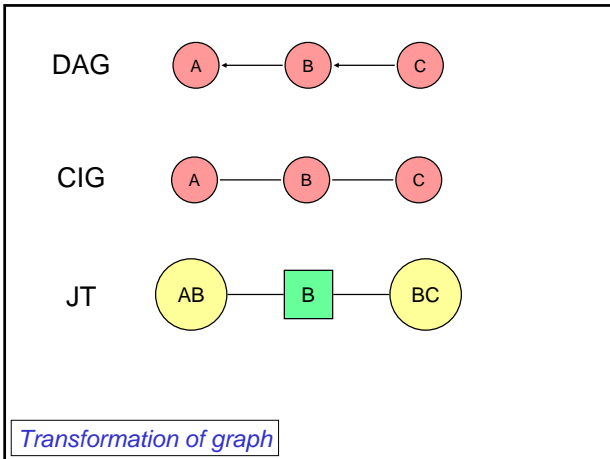 DAG A B C
CIG A B C
JT AB B BC
Transformation of graph